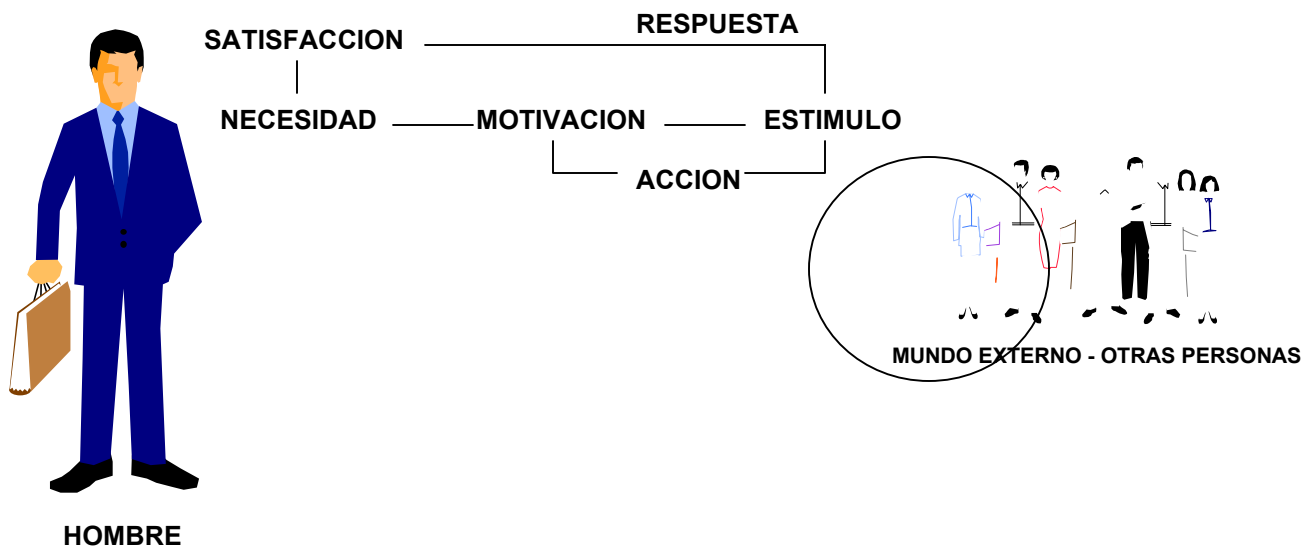 RESPUESTA
SATISFACCION
NECESIDAD MOTIVACION ESTIMULO
ACCION
MUNDO EXTERNO - OTRAS PERSONAS
HOMBRE